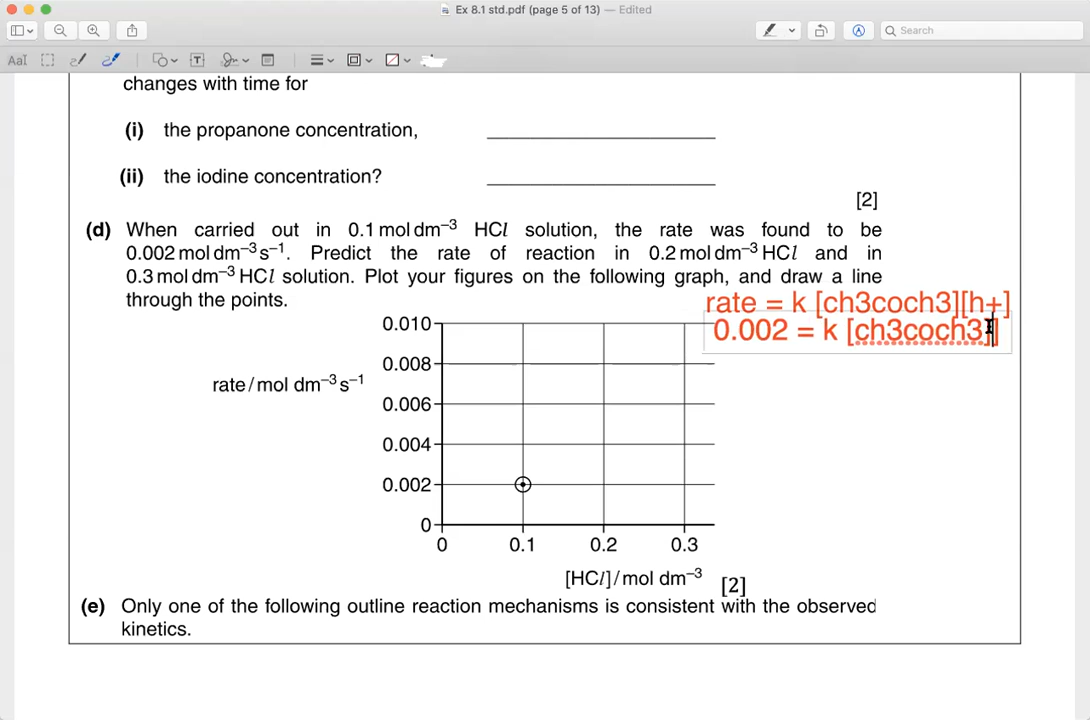 Ex 8.1 std.pdf (page 5 of 13) — Edited
Search
AaI
changes with time for
(i) the propanone concentration,
(ii) the iodine concentration?
[2]
(d) When carried out in 0.1 mol dm⁻³ HCl solution, the rate was found to be
0.002 mol dm⁻³ s⁻¹. Predict the rate of reaction in 0.2 mol dm⁻³ HCl and in
0.3 mol dm⁻³ HCl solution. Plot your figures on the following graph, and draw a line
through the points.
rate = k [ch3coch3][h+]
0.002 = k [ch3coch3][
0.010
0.008
rate / mol dm⁻³ s⁻¹
0.006
0.004
0.002
0
0 0.1 0.2 0.3
[HCl] / mol dm⁻³
[2]
(e) Only one of the following outline reaction mechanisms is consistent with the observed
kinetics.